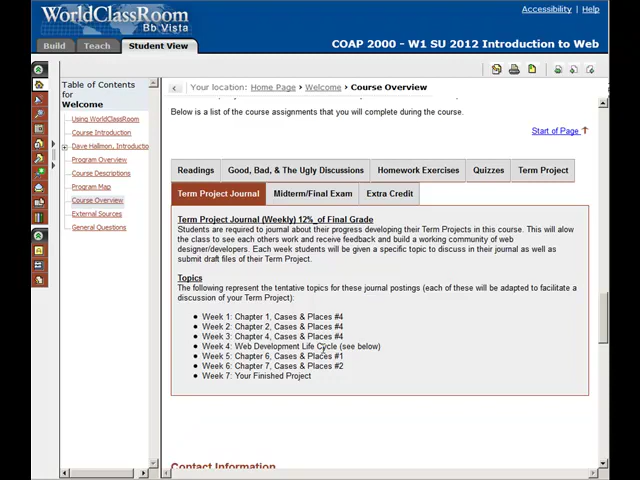 WorldClassRoom
Bb Vista
Accessibility | Help
Build
Teach
Student View
COAP 2000 - W1 SU 2012 Introduction to Web
Table of Contents
for
Welcome
Using WorldClassRoom
Course Introduction
Dave Hallmon, Introductio
Program Overview
Course Descriptions
Program Map
Course Overview
External Sources
General Questions
Your location: Home Page › Welcome › Course Overview
Below is a list of the course assignments that you will complete during the course.
Start of Page
Readings
Good, Bad, & The Ugly Discussions
Homework Exercises
Quizzes
Term Project
Term Project Journal
Midterm/Final Exam
Extra Credit
Term Project Journal (Weekly) 12%_of Final Grade
Students are required to journal about their progress developing their Term Projects in this course. This will allow
the class to see each others work and receive feedback and build a working community of web
designer/developers. Each week students will be given a specific topic to discuss in their journal as well as
submit draft files of their Term Project.
Topics
The following represent the tentative topics for these journal postings (each of these will be adapted to facilitate a
discussion of your Term Project):
Week 1: Chapter 1, Cases & Places #4
Week 2: Chapter 2, Cases & Places #4
Week 3: Chapter 4, Cases & Places #4
Week 4: Web Development Life Cycle (see below)
Week 5: Chapter 6, Cases & Places #1
Week 6: Chapter 7, Cases & Places #2
Week 7: Your Finished Project
Contact Information